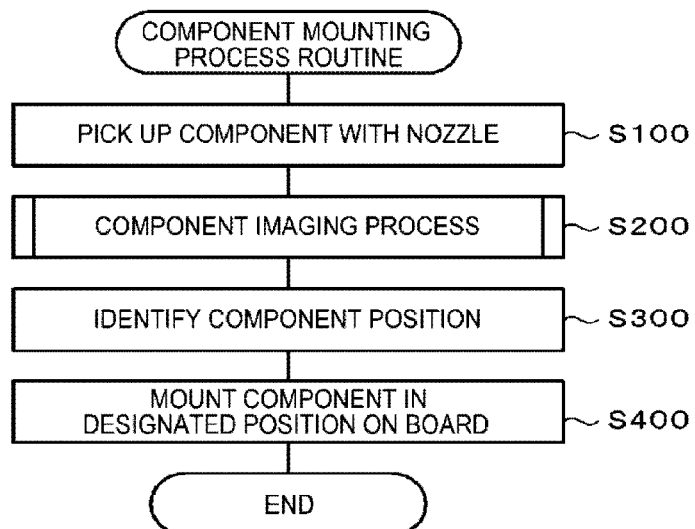 COMPONENT MOUNTING
PROCESS ROUTINE
PICK UP COMPONENT WITH NOZZLE
S100
COMPONENT IMAGING PROCESS
S200
IDENTIFY COMPONENT POSITION
S300
MOUNT COMPONENT IN
DESIGNATED POSITION ON BOARD
S400
END